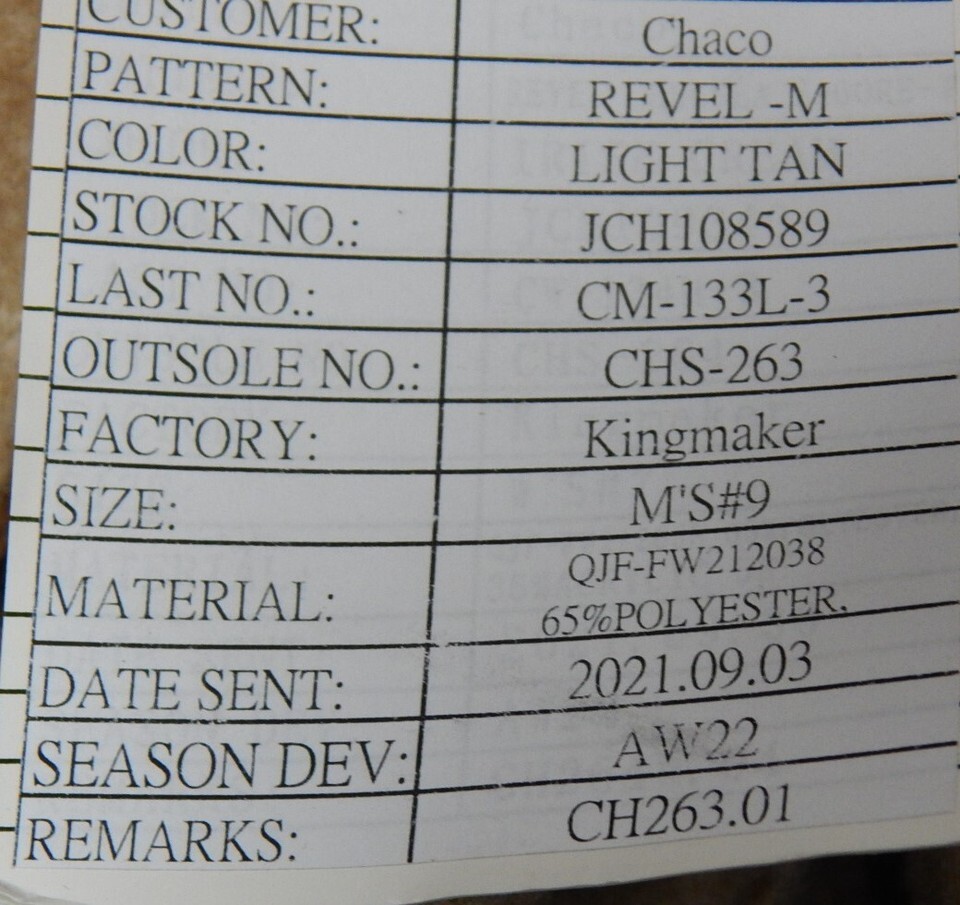 CUSTOMER: Chaco
PATTERN: REVEL -M
COLOR: LIGHT TAN
STOCK NO.: JCH108589
LAST NO.: CM-133L-3
OUTSOLE NO.: CHS-263
FACTORY: Kingmaker
SIZE: M'S#9
MATERIAL: QJF-FW212038
65%POLYESTER.
DATE SENT: 2021.09.03
SEASON DEV: AW22
REMARKS: CH263.01